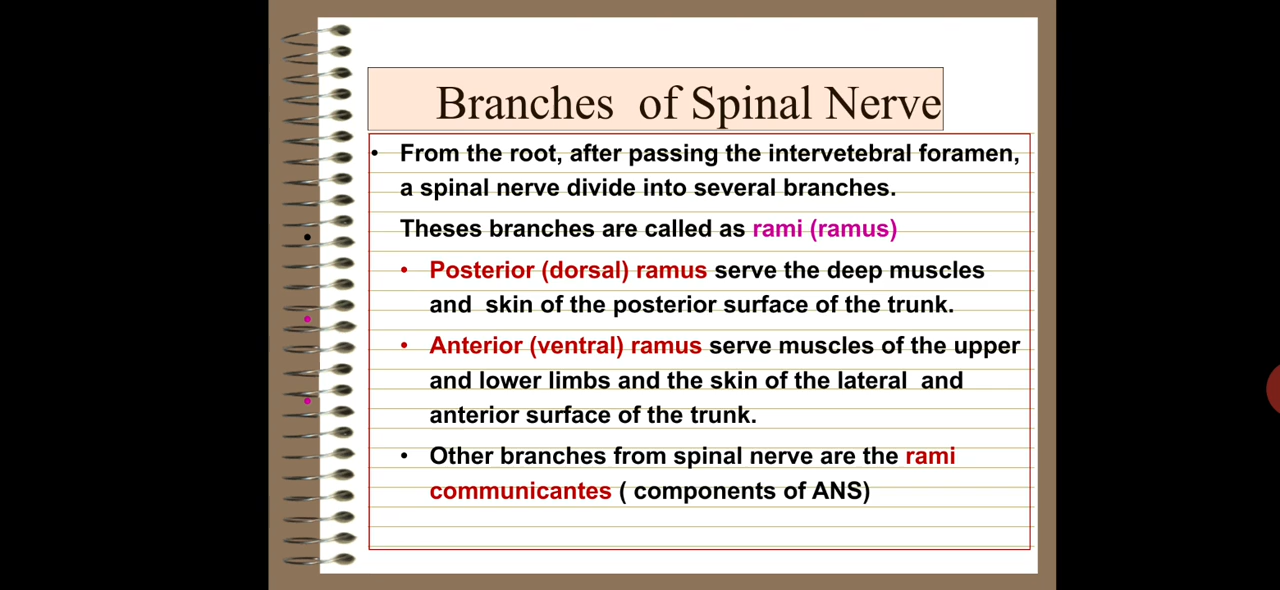 Branches of Spinal Nerve
• From the root, after passing the intervetebral foramen,
a spinal nerve divide into several branches.
Theses branches are called as rami (ramus)
• Posterior (dorsal) ramus serve the deep muscles
and skin of the posterior surface of the trunk.
• Anterior (ventral) ramus serve muscles of the upper
and lower limbs and the skin of the lateral and
anterior surface of the trunk.
• Other branches from spinal nerve are the rami
communicantes ( components of ANS)